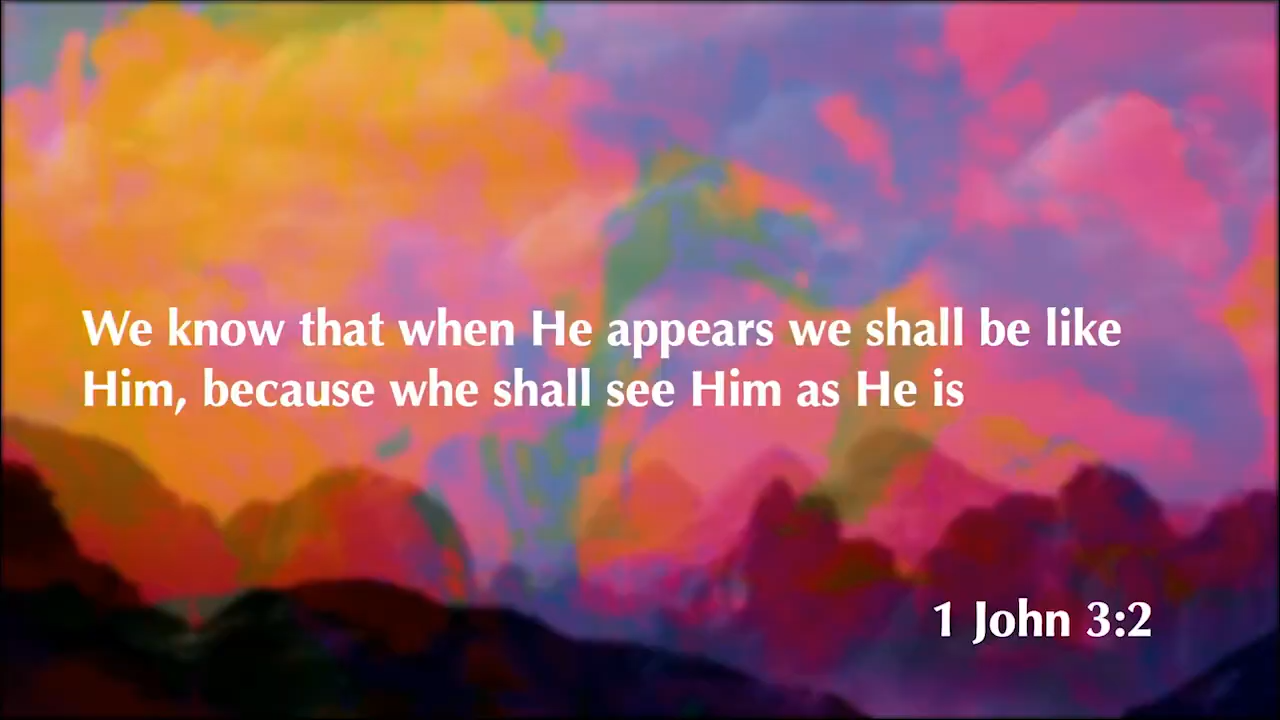 We know that when He appears we shall be like
Him, because whe shall see Him as He is
1 John 3:2